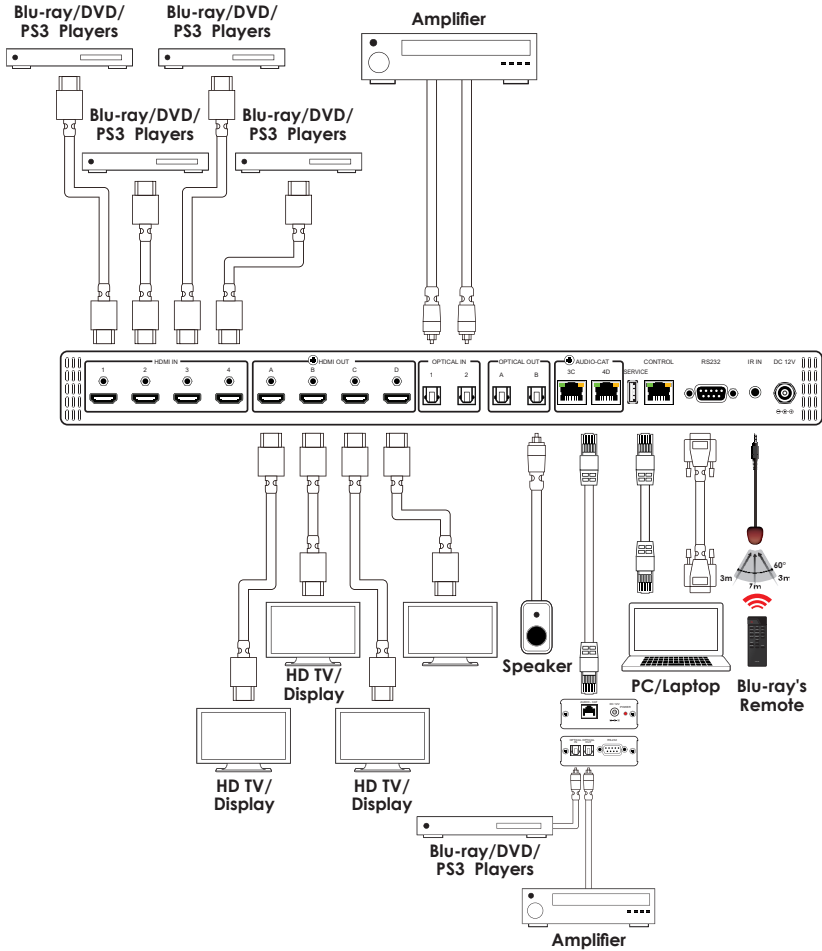 Blu-ray/DVD/
PS3 Players
Blu-ray/DVD/
PS3 Players
Amplifier
Blu-ray/DVD/
PS3 Players
Blu-ray/DVD/
PS3 Players
HDMI IN
HDMI OUT
OPTICAL IN
OPTICAL OUT
AUDIO-CAT
CONTROL
RS232
IR IN
DC 12V
1 2 3 4 A B C D 1 2 A B 3C 4D
SERVICE
60°
3m 7m 3m
HD TV/
Display
Speaker
PC/Laptop
Blu-ray's
Remote
POWER
HD TV/
Display
HD TV/
Display
Blu-ray/DVD/
PS3 Players
Amplifier